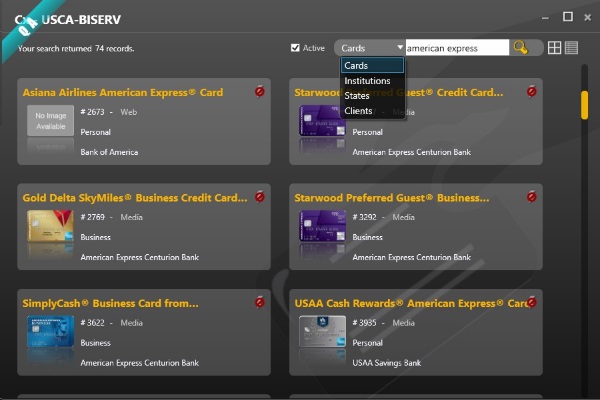 QA
USCA-BISERV
Your search returned 74 records.
Active
Cards
american express
Cards
Institutions
States
Clients
Asiana Airlines American Express® Card
No Image
Available
# 2673 - Web
Personal
Bank of America
Starwood Preferred Guest® Credit Card...
Media
Personal
American Express Centurion Bank
Gold Delta SkyMiles® Business Credit Card...
# 2769 - Media
Business
American Express Centurion Bank
Starwood Preferred Guest® Business...
# 3292 - Media
Business
American Express Centurion Bank
SimplyCash® Business Card from...
# 3622 - Media
Business
American Express Centurion Bank
USAA Cash Rewards® American Express® Card
# 3935 - Media
Personal
USAA Savings Bank